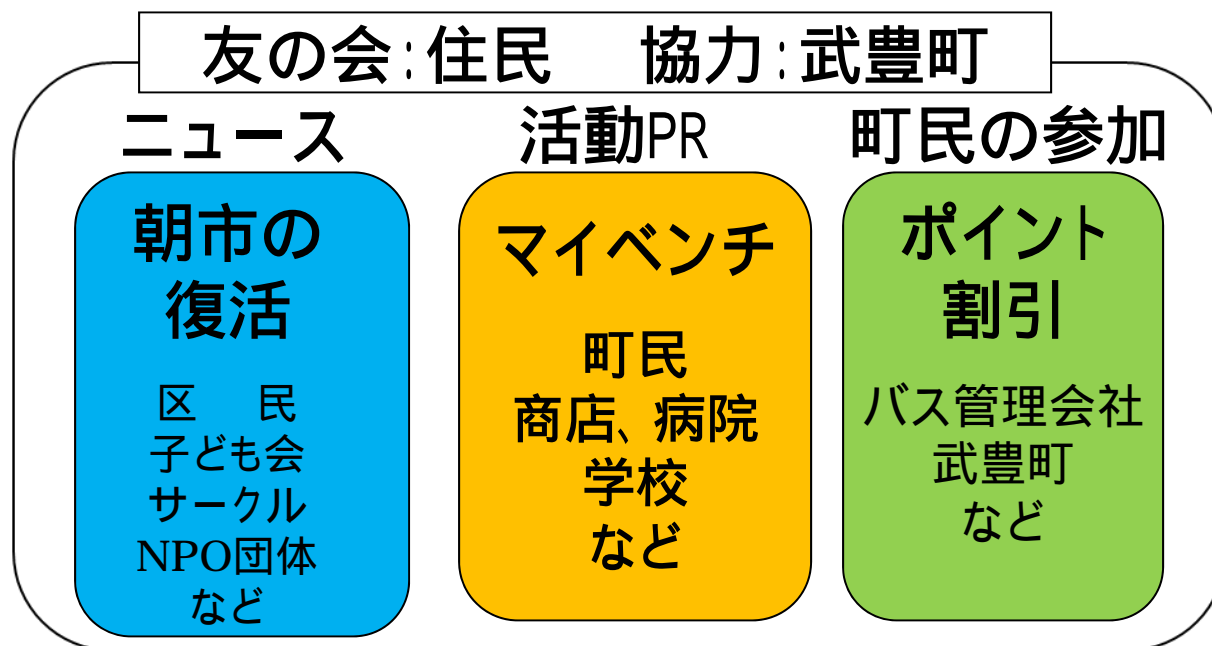 友の会:住民　協力:武豊町
ニュース
朝市の
復活
区　民
子ども会
サークル
NPO団体
など
活動PR
マイベンチ
町民
商店、病院
学校
など
町民の参加
ポイント
割引
バス管理会社
武豊町
など